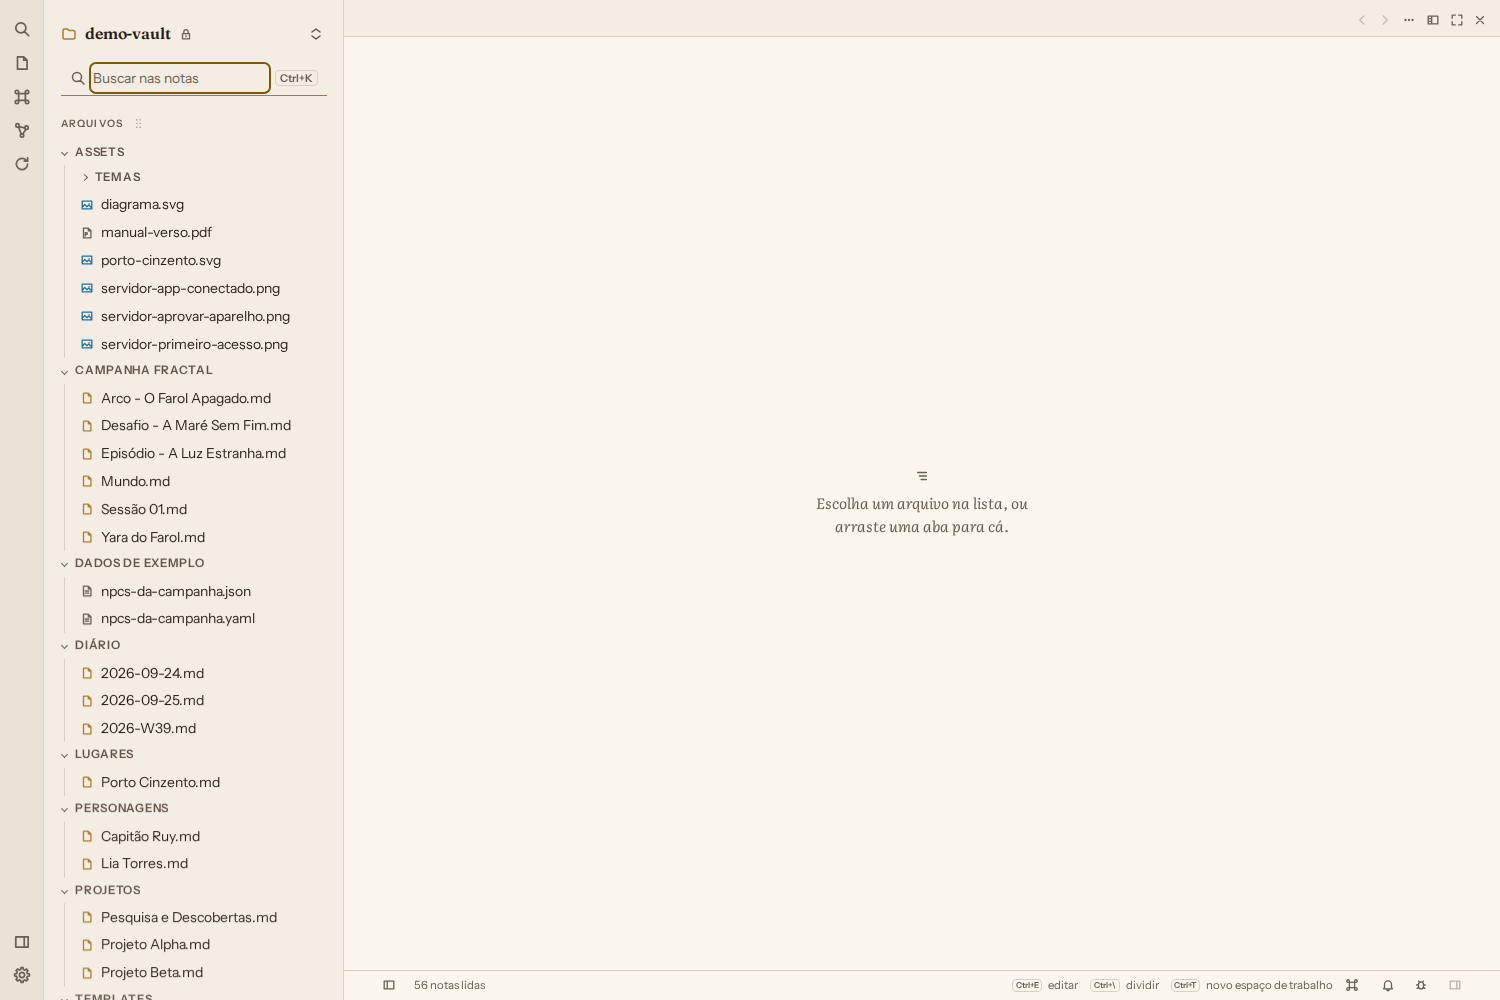 demo-vault
Buscar nas notas
Ctrl+K
ARQUIVOS
ASSETS
TEMAS
diagrama.svg
manual-verso.pdf
porto-cinzento.svg
servidor-app-conectado.png
servidor-aprovar-aparelho.png
servidor-primeiro-acesso.png
CAMPANHA FRACTAL
Arco - O Farol Apagado.md
Desafio - A Maré Sem Fim.md
Episódio - A Luz Estranha.md
Mundo.md
Sessão 01.md
Yara do Farol.md
DADOS DE EXEMPLO
npcs-da-campanha.json
npcs-da-campanha.yaml
DIÁRIO
2026-09-24.md
2026-09-25.md
2026-W39.md
LUGARES
Porto Cinzento.md
PERSONAGENS
Capitão Ruy.md
Lia Torres.md
PROJETOS
Pesquisa e Descobertas.md
Projeto Alpha.md
Projeto Beta.md
TEMPLATES
Escolha um arquivo na lista, ou
arraste uma aba para cá.
56 notas lidas
Ctrl+E editar Ctrl+\ dividir Ctrl+T novo espaço de trabalho